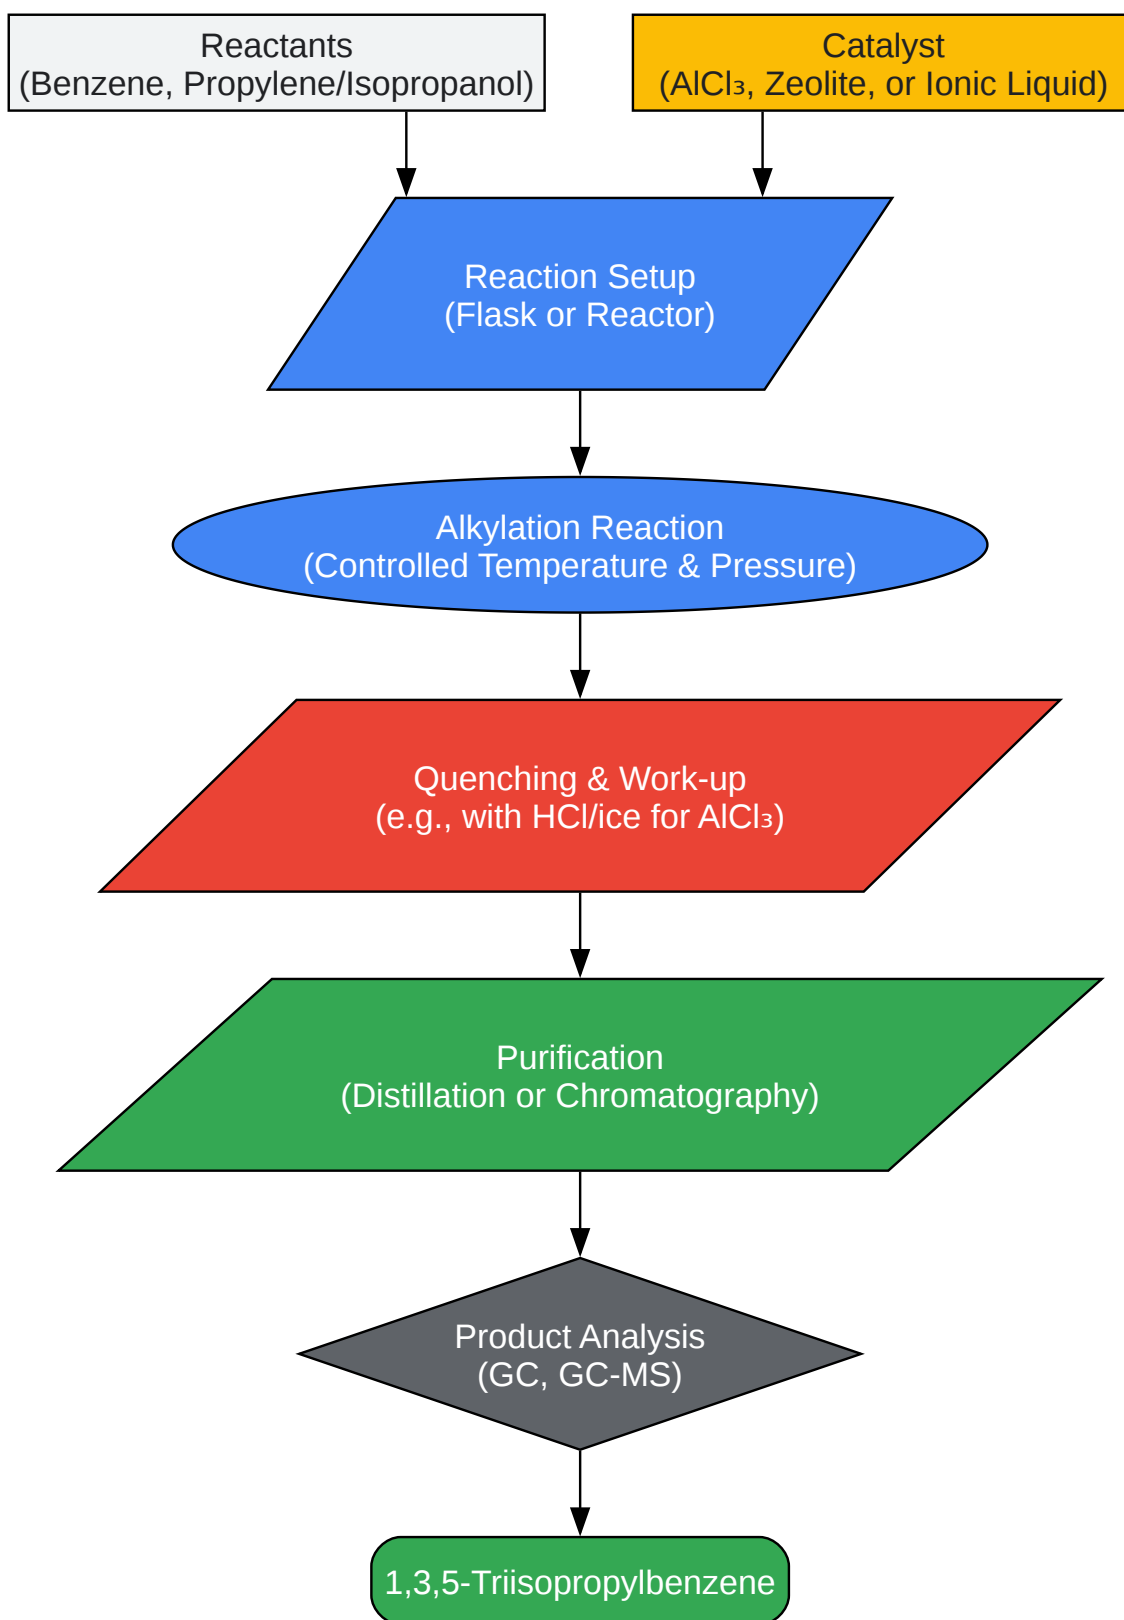 Reactants
(Benzene, Propylene/Isopropanol)
Catalyst
(AlCl₃, Zeolite, or Ionic Liquid)
Reaction Setup
(Flask or Reactor)
Alkylation Reaction
(Controlled Temperature & Pressure)
Quenching & Work-up
(e.g., with HCl/ice for AlCl₃)
Purification
(Distillation or Chromatography)
Product Analysis
(GC, GC-MS)
1,3,5-Triisopropylbenzene